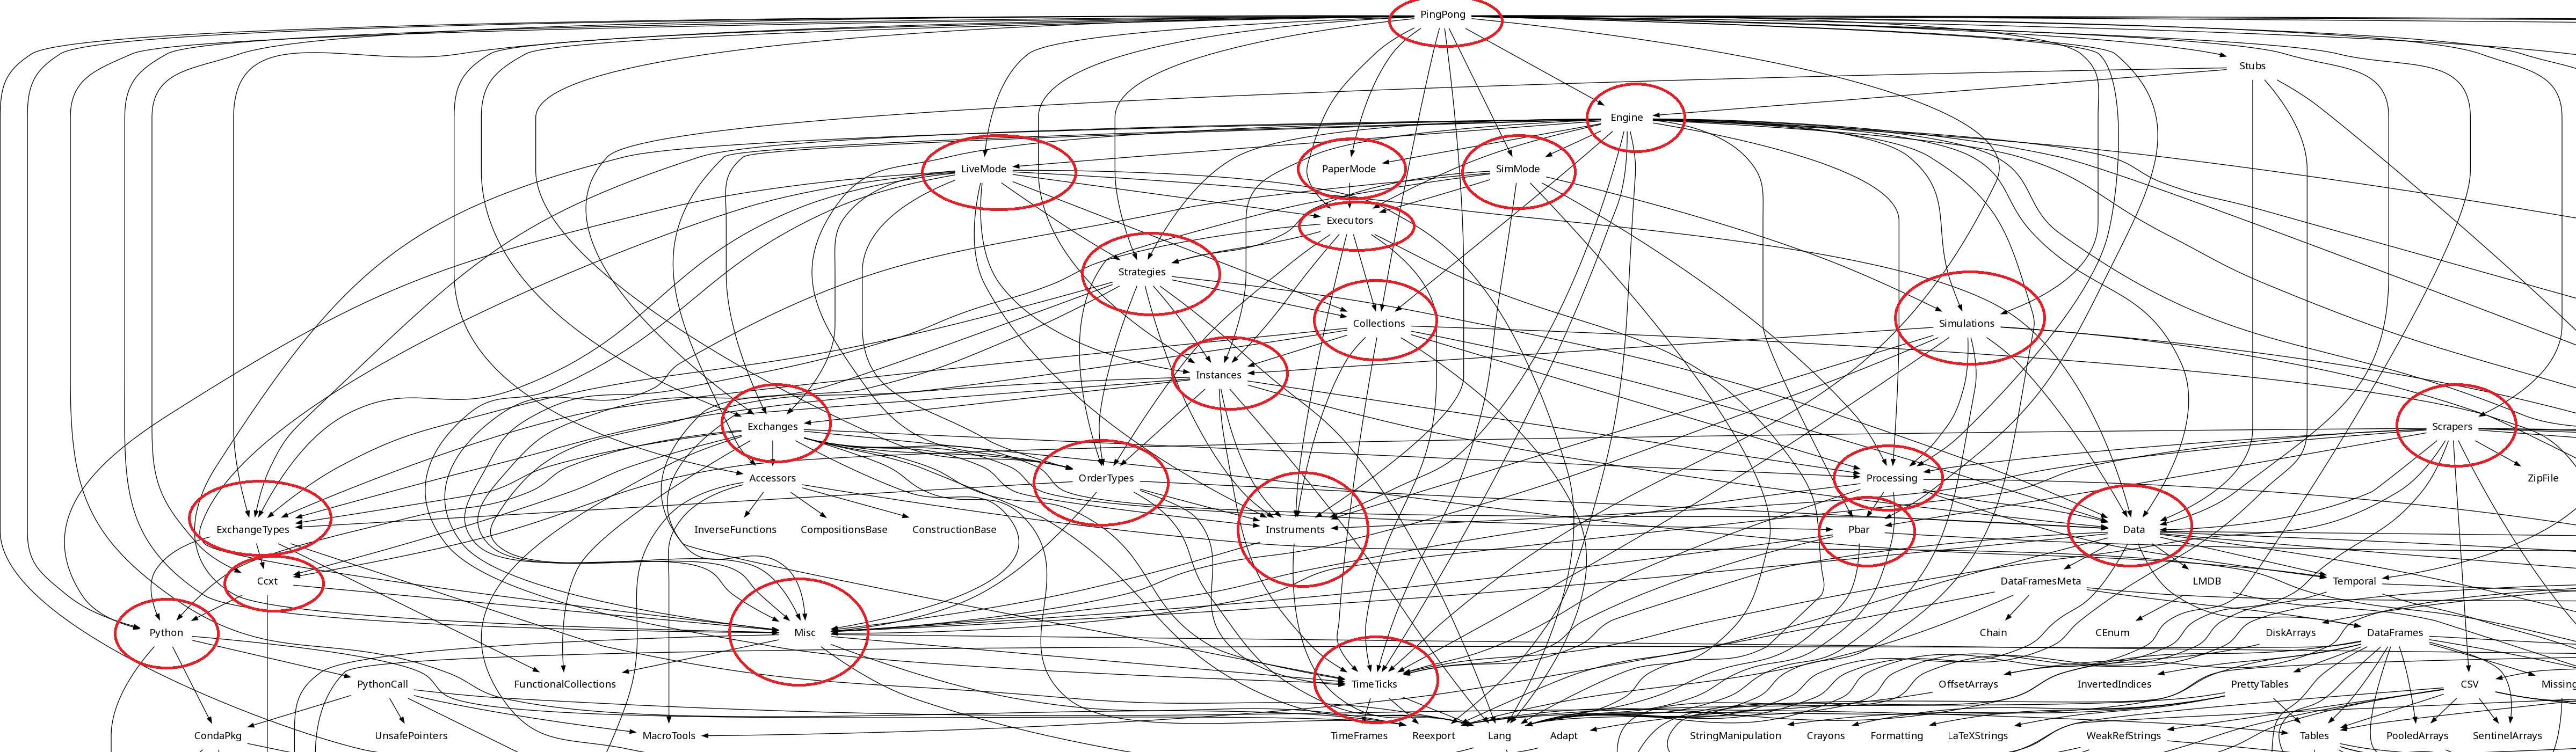 PingPong
Stubs
Engine
LiveMode
PaperMode
SimMode
Executors
Strategies
Collections
Simulations
Instances
Exchanges
Scrapers
Accessors
OrderTypes
Processing
ZipFile
ExchangeTypes
InverseFunctions
CompositionsBase
ConstructionBase
Instruments
Pbar
Data
Ccxt
DataFramesMeta
LMDB
Temporal
Python
Misc
Chain
CEnum
DiskArrays
DataFrames
PythonCall
FunctionalCollections
TimeTicks
OffsetArrays
InvertedIndices
PrettyTables
CSV
Missing
CondaPkg
UnsafePointers
MacroTools
TimeFrames
Reexport
Lang
Adapt
StringManipulation
Crayons
Formatting
LaTeXStrings
WeakRefStrings
Tables
PooledArrays
SentinelArrays